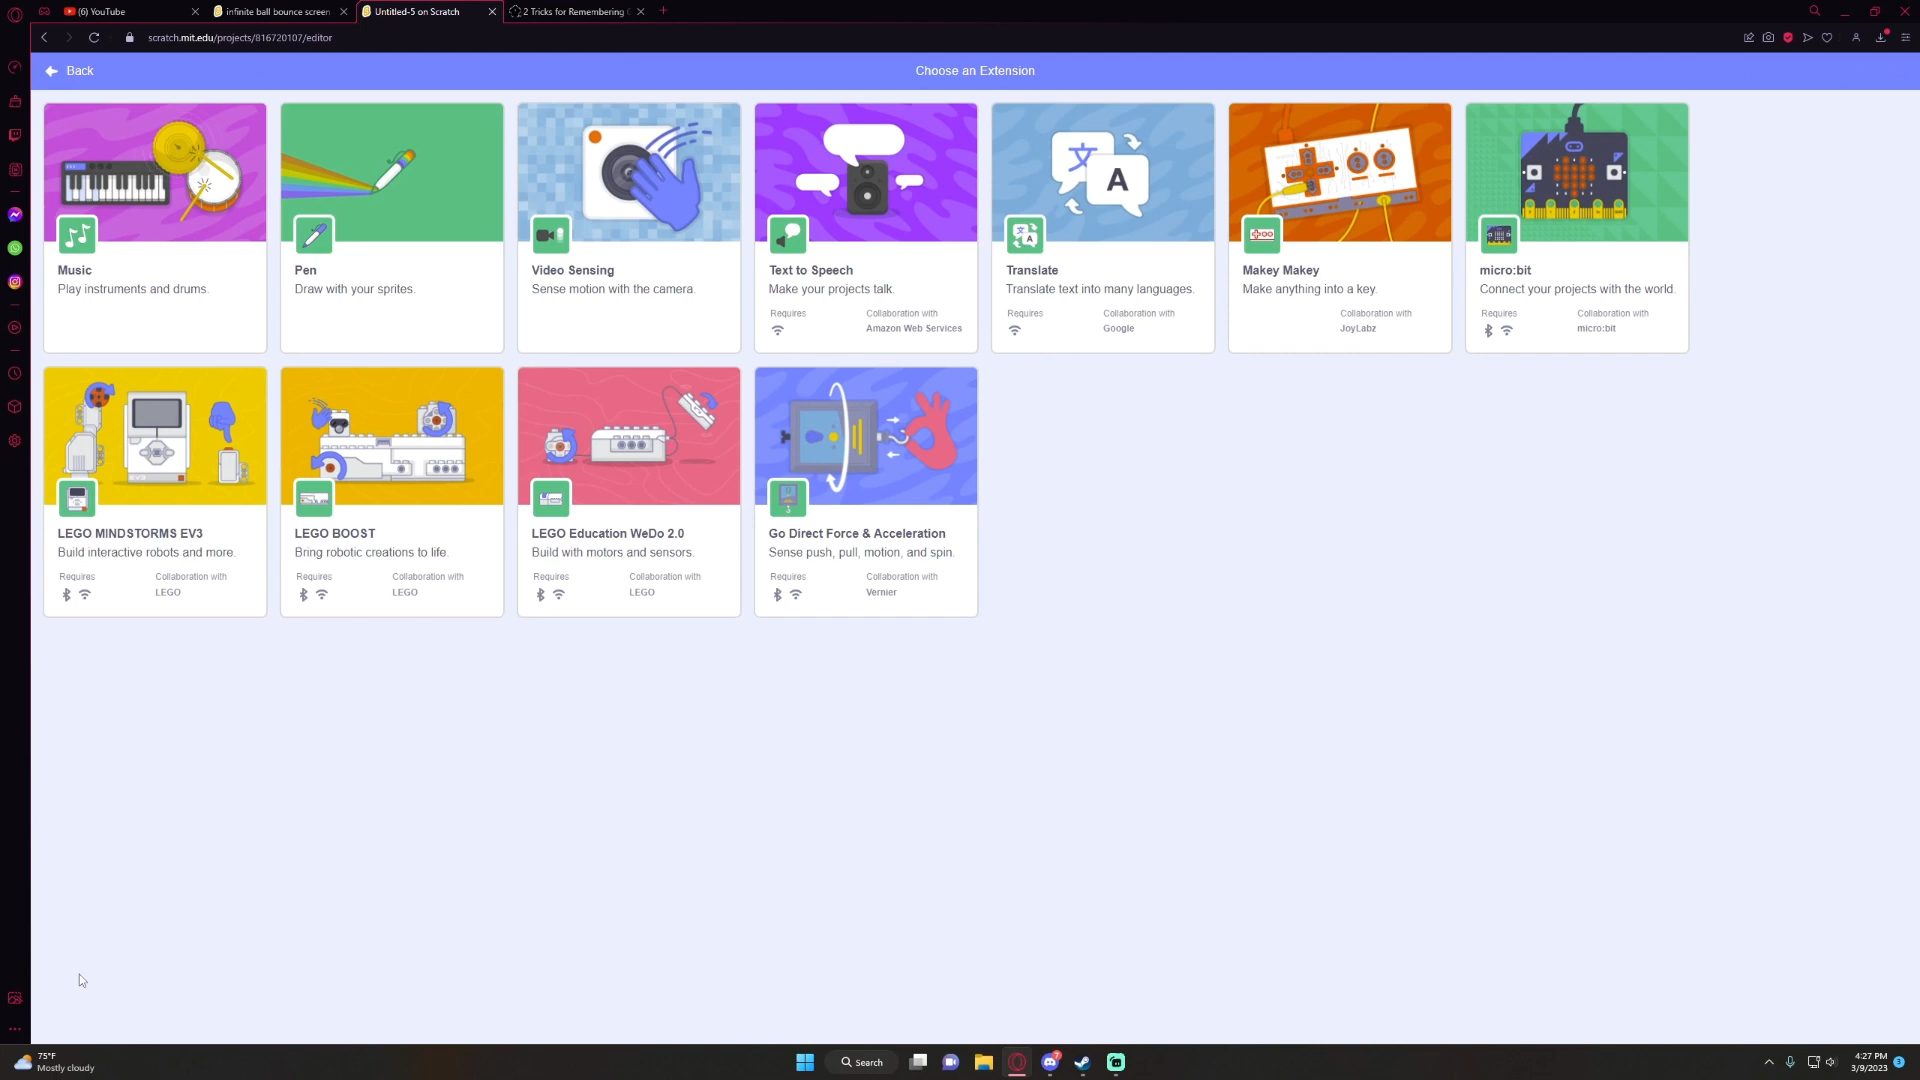 (6) YouTube
infinite ball bounce screen
Untitled-5 on Scratch
2 Tricks for Remembering
scratch.mit.edu/projects/816720107/editor
Back
Choose an Extension
Music
Play instruments and drums.
Pen
Draw with your sprites.
Video Sensing
Sense motion with the camera.
Text to Speech
Make your projects talk.
Requires
Collaboration with
Amazon Web Services
Translate
Translate text into many languages.
Requires
Collaboration with
Google
Makey Makey
Make anything into a key.
Collaboration with
JoyLabz
micro:bit
Connect your projects with the world.
Requires
Collaboration with
micro:bit
文
A
文
A
EV3
LEGO MINDSTORMS EV3
Build interactive robots and more.
Requires
Collaboration with
LEGO
LEGO BOOST
Bring robotic creations to life.
Requires
Collaboration with
LEGO
LEGO Education WeDo 2.0
Build with motors and sensors.
Requires
Collaboration with
LEGO
Go Direct Force & Acceleration
Sense push, pull, motion, and spin.
Requires
Collaboration with
Vernier
75°F
Mostly cloudy
Search
7
4:27 PM
3/9/2023
3